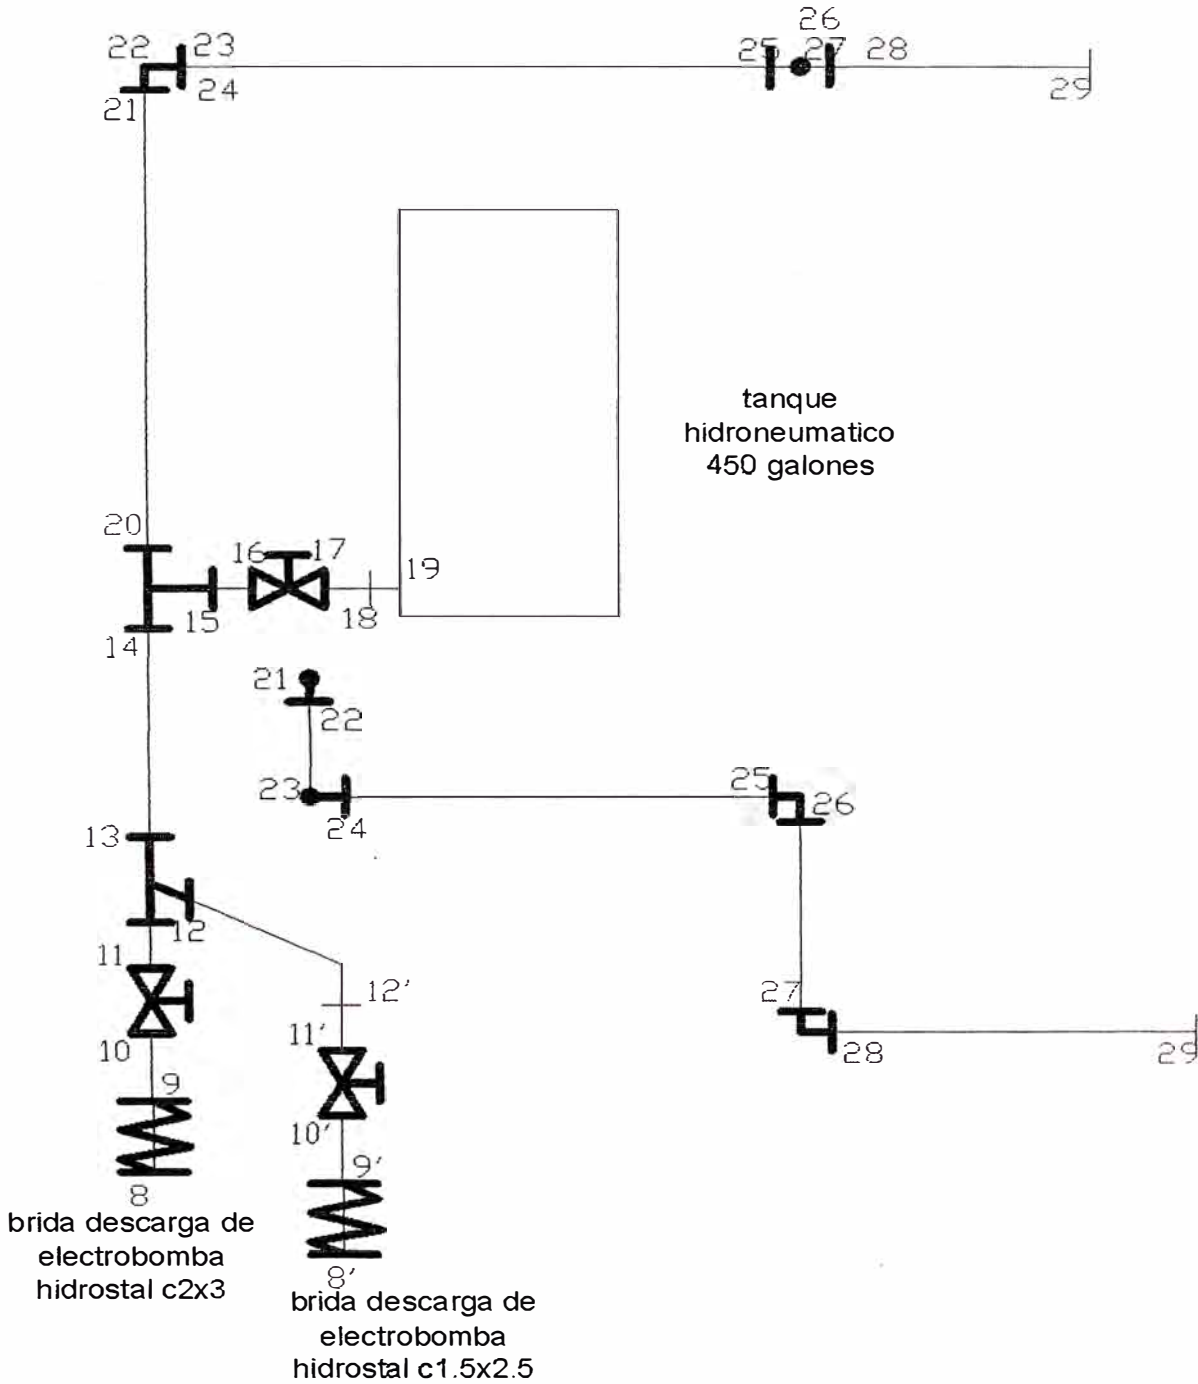 26
22 23 25 27 28
21 24 29
tanque
hidroneumatico
450 galones
20
16 17 19
15 18
14
21
22
23 25
24 26
13
12
11 12'
27
11'
10 28 29
9 10'
9'
8
brida descarga de
electrobomba
hidrostal c2x3
8'
brida descarga de
electrobomba
hidrostal c1.5x2.5